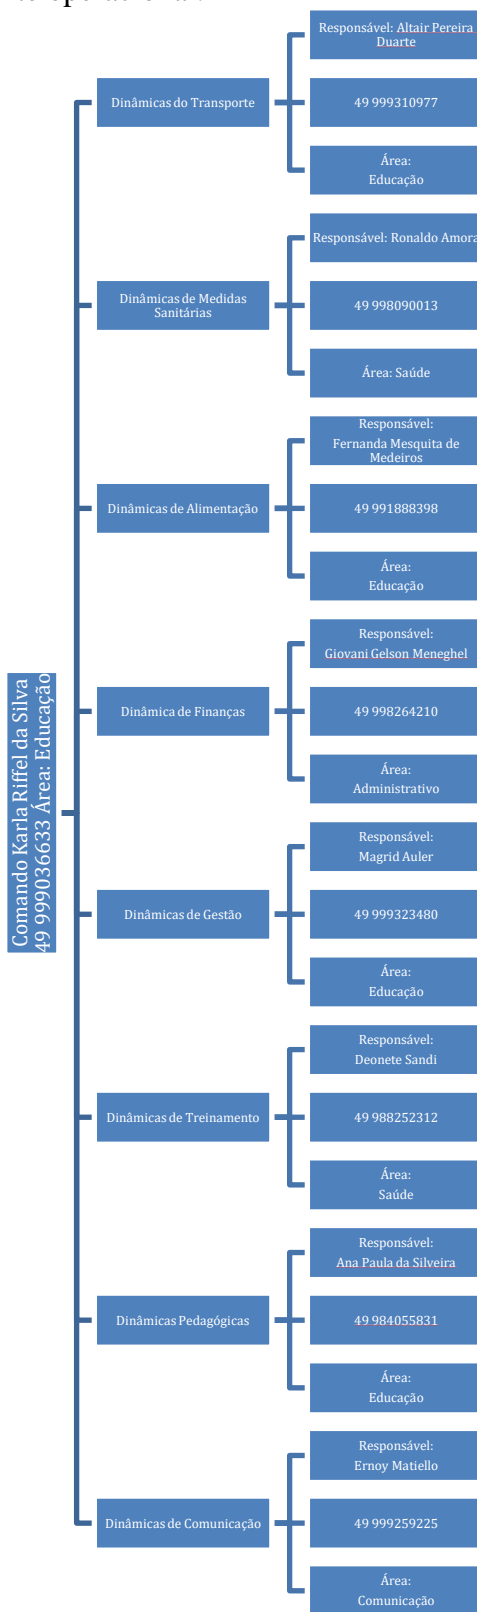 Responsável: Altair Pereira
Duarte
Dinâmicas do Transporte
49 999310977
Área:
Educação
Responsável: Ronaldo Amora
Dinâmicas de Medidas
Sanitárias
49 998090013
Área: Saúde
Responsável:
Fernanda Mesquita de
Medeiros
Dinâmicas de Alimentação
49 991888398
Área:
Educação
Responsável:
Giovani Gelson Meneghel
Dinâmica de Finanças
49 998264210
Área:
Administrativo
Comando Karla Riffel da Silva
49 999036633 Área: Educação
Responsável:
Magrid Auler
Dinâmicas de Gestão
49 999323480
Área:
Educação
Responsável:
Deonete Sandi
Dinâmicas de Treinamento
49 988252312
Área:
Saúde
Responsável:
Ana Paula da Silveira
Dinâmicas Pedagógicas
49 984055831
Área:
Educação
Responsável:
Ernoy Matiello
Dinâmicas de Comunicação
49 999259225
Área:
Comunicação